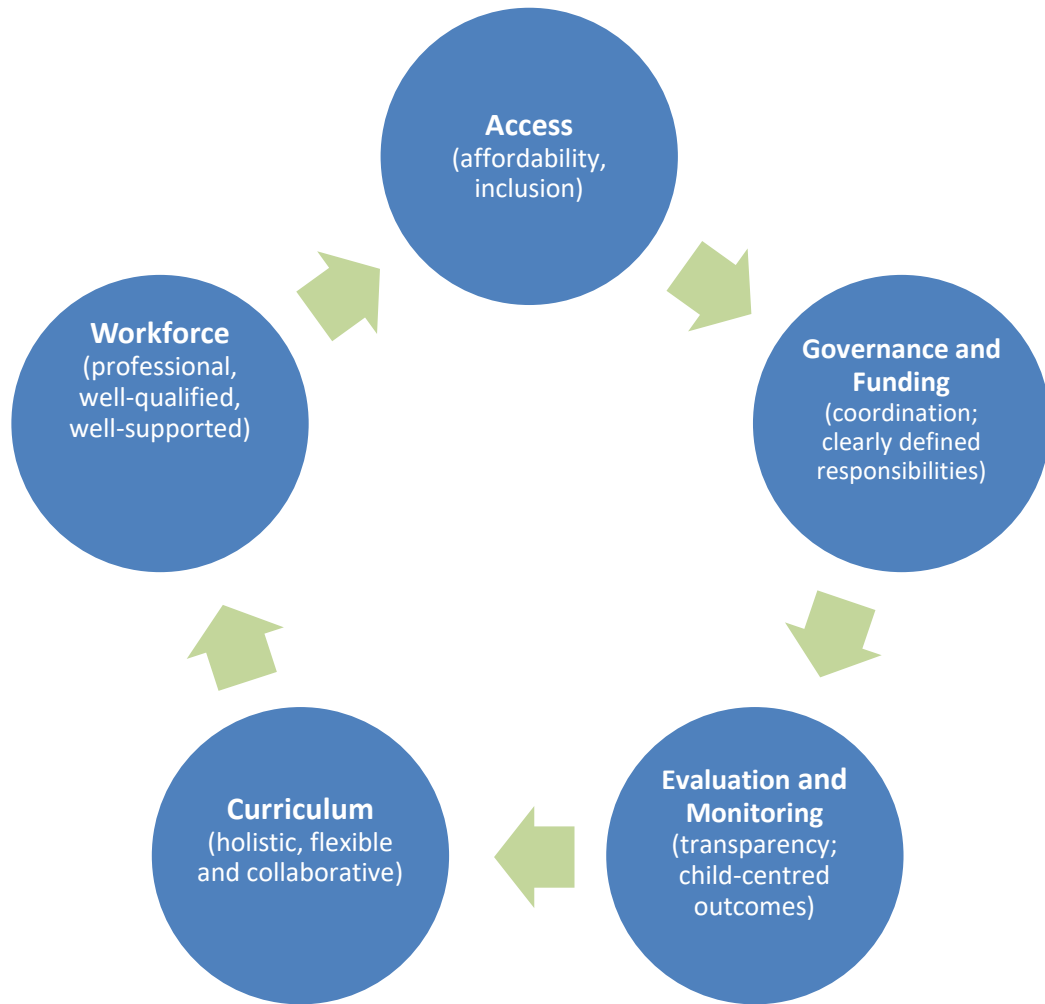 Access
(affordability,
inclusion)
Governance and
Funding
(coordination;
clearly defined
responsibilities)
Evaluation and
Monitoring
(transparency;
child-centred
outcomes)
Curriculum
(holistic, flexible
and collaborative)
Workforce
(professional,
well-qualified,
well-supported)